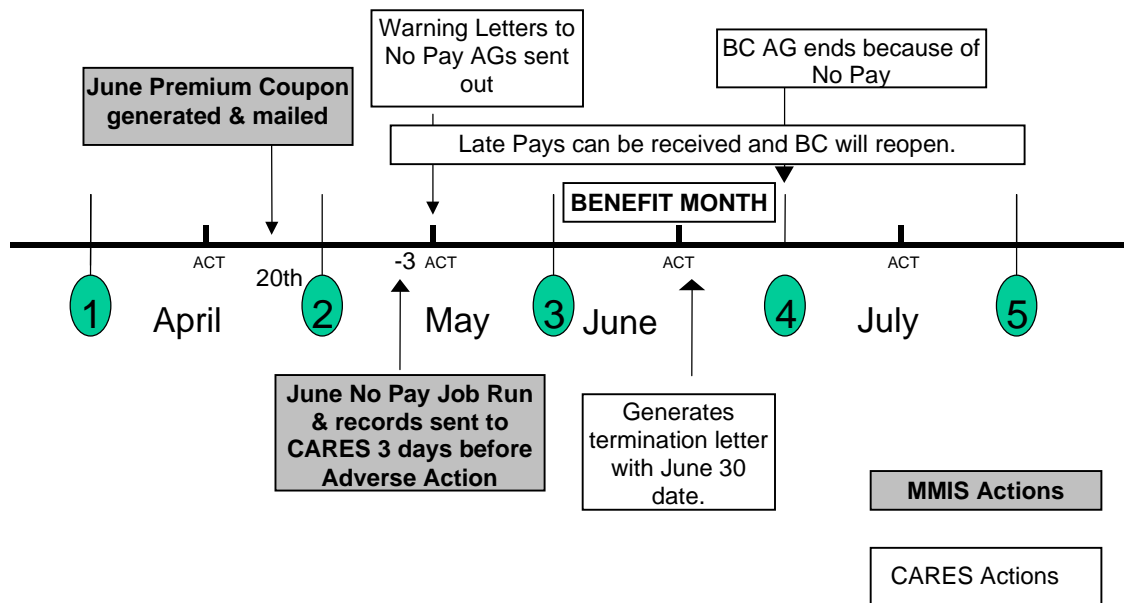 Warning Letters to
No Pay AGs sent
out
BC AG ends because of
No Pay
June Premium Coupon
generated & mailed
Late Pays can be received and BC will reopen.
BENEFIT MONTH
ACT
20th
-3 ACT
ACT
ACT
1
April
2
May
3
June
4
July
5
June No Pay Job Run
& records sent to
CARES 3 days before
Adverse Action
Generates
termination letter
with June 30
date.
MMIS Actions
CARES Actions